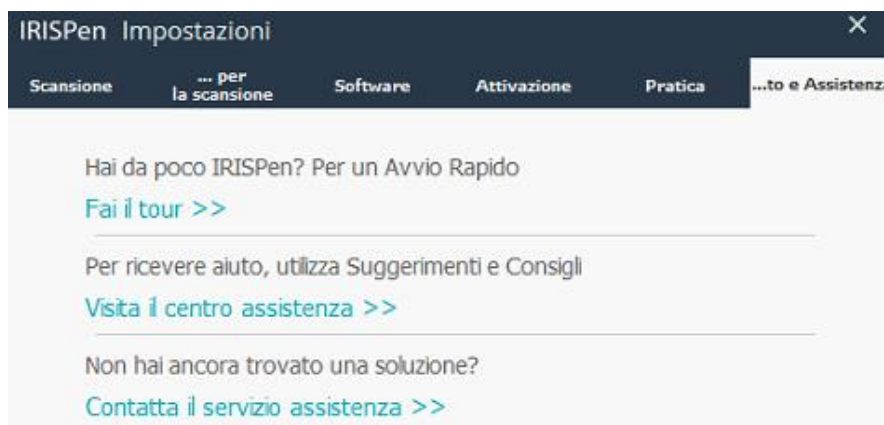 IRISPen Impostazioni
Scansione
... per
la scansione
Software
Attivazione
Pratica
...to e Assistenz
Hai da poco IRISPen? Per un Avvio Rapido
Fai il tour >>
Per ricevere aiuto, utilizza Suggerimenti e Consigli
Visita il centro assistenza >>
Non hai ancora trovato una soluzione?
Contatta il servizio assistenza >>